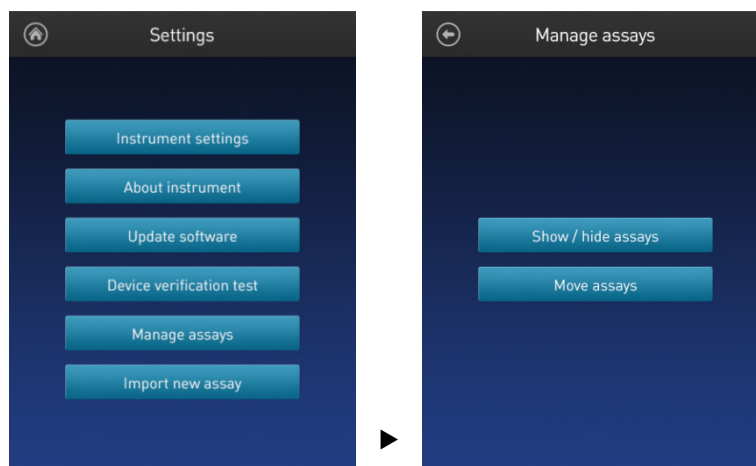 Settings
Instrument settings
About instrument
Update software
Device verification test
Manage assays
Import new assay
Manage assays
Show / hide assays
Move assays